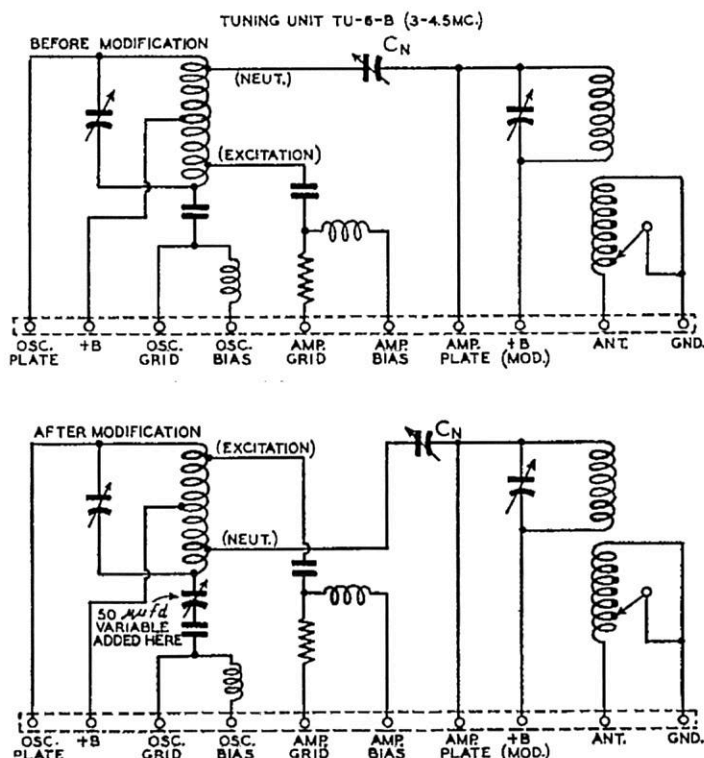 TUNING UNIT TU-6-B (3-4.5MC.)
BEFORE MODIFICATION
CN
(NEUT.)
(EXCITATION)
OSC. PLATE
+B
OSC. GRID
OSC. BIAS
AMP. GRID
AMP. BIAS
AMP. PLATE
+B (MOD.)
ANT.
GND.
AFTER MODIFICATION
(EXCITATION)
CN
(NEUT.)
50 μμfd
VARIABLE
ADDED HERE
OSC. PLATE
+B
OSC. GRID
OSC. BIAS
AMP. GRID
AMP. BIAS
AMP. PLATE
+B (MOD.)
ANT.
GND.